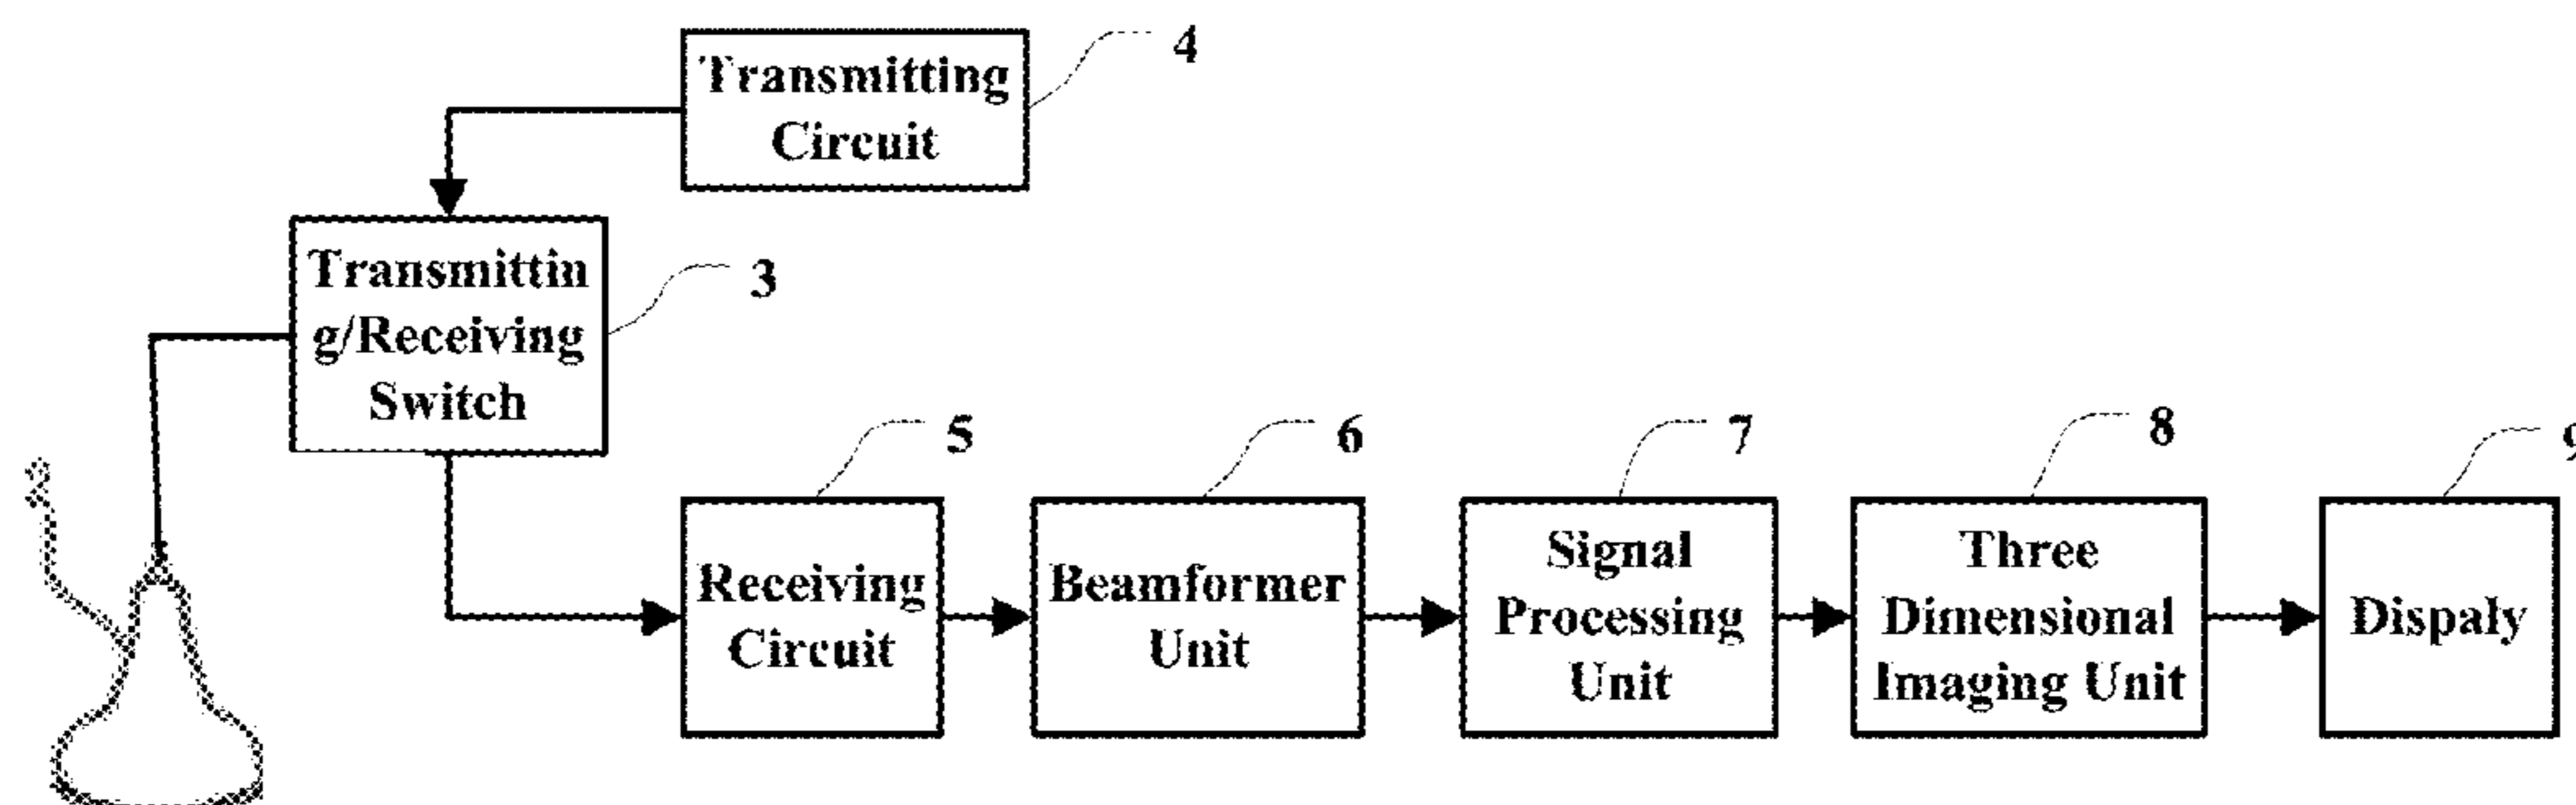 Transmitting
Circuit
4
Transmittin
g/Receiving
Switch
3
5
6
7
8
9
Receiving
Circuit
Beamformer
Unit
Signal
Processing
Unit
Three
Dimensional
Imaging Unit
Dispaly